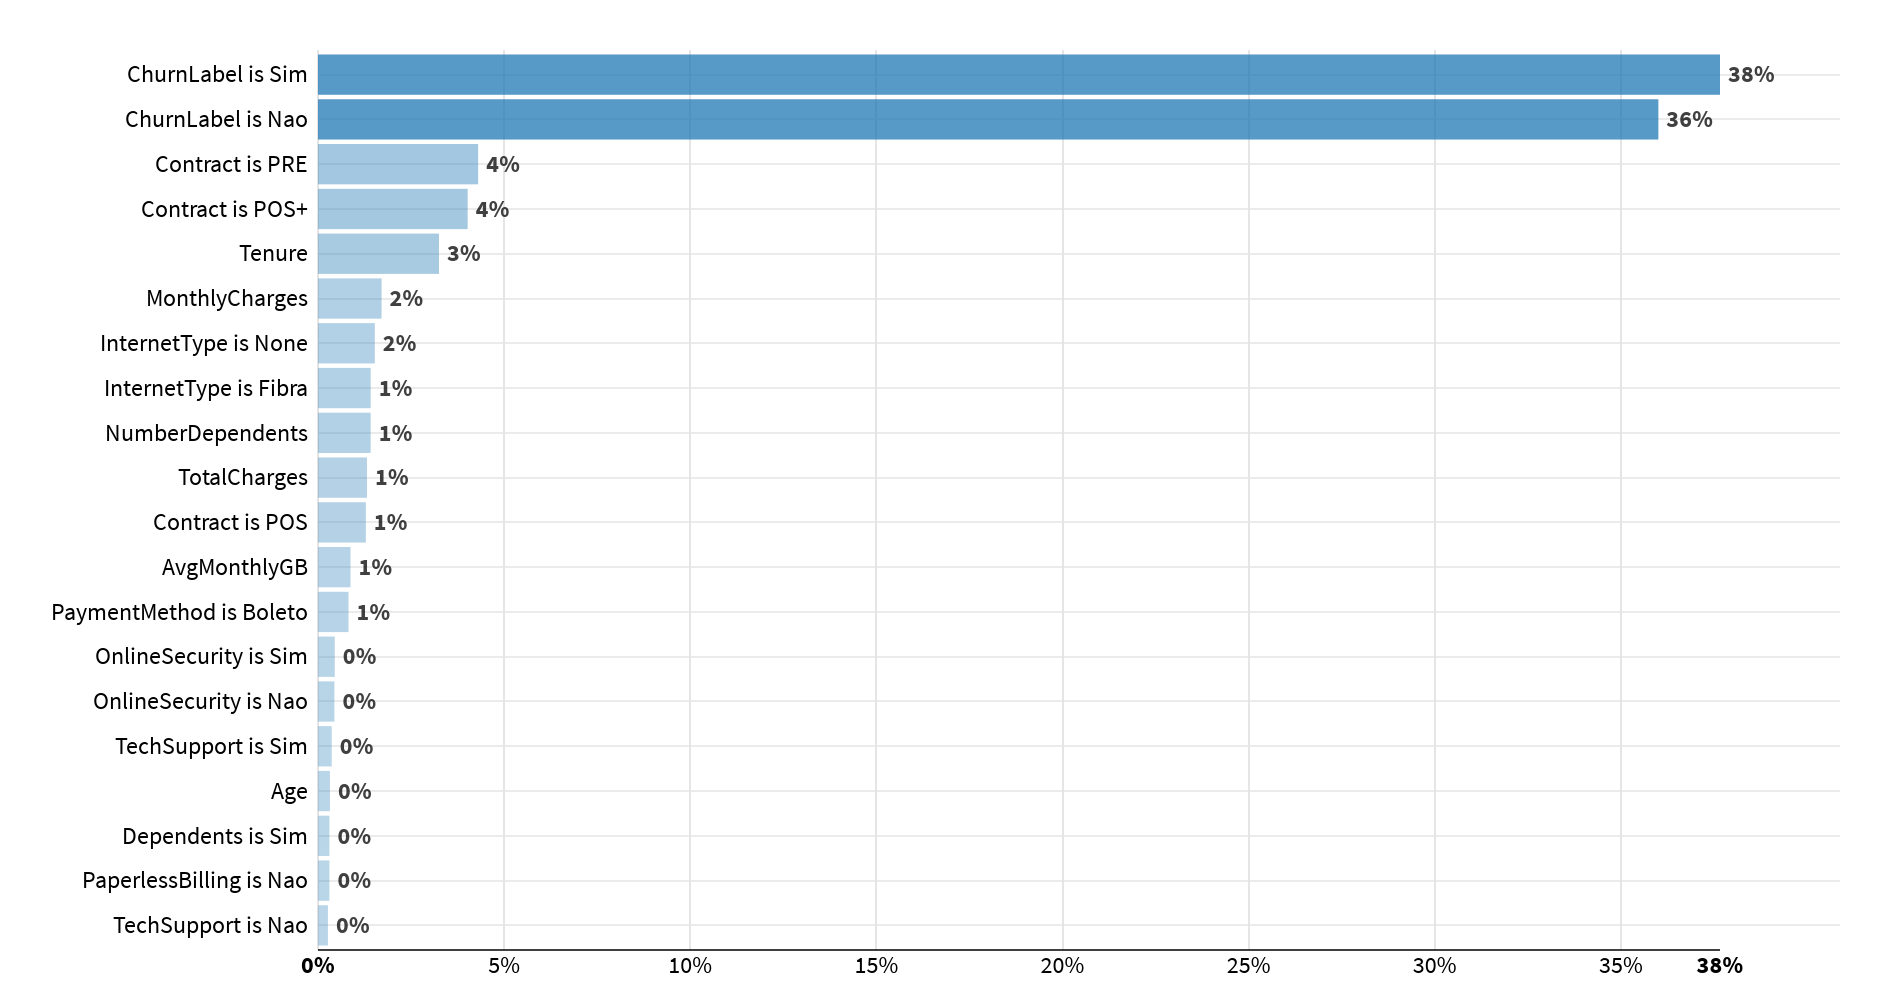 ChurnLabel is Sim 38%
ChurnLabel is Nao 36%
Contract is PRE 4%
Contract is POS+ 4%
Tenure 3%
MonthlyCharges 2%
InternetType is None 2%
InternetType is Fibra 1%
NumberDependents 1%
TotalCharges 1%
Contract is POS 1%
AvgMonthlyGB 1%
PaymentMethod is Boleto 1%
OnlineSecurity is Sim 0%
OnlineSecurity is Nao 0%
TechSupport is Sim 0%
Age 0%
Dependents is Sim 0%
PaperlessBilling is Nao 0%
TechSupport is Nao 0%
0% 5% 10% 15% 20% 25% 30% 35% 38%